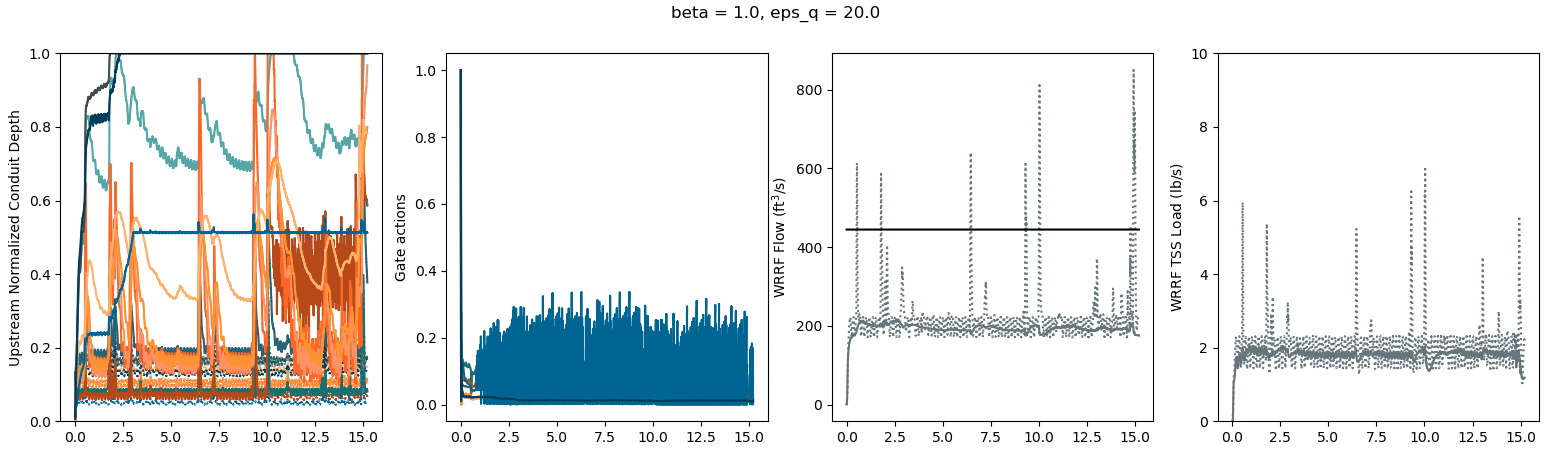 beta = 1.0, eps_q = 20.0
Upstream Normalized Conduit Depth
1.0
0.8
0.6
0.4
0.2
0.0
0.0 2.5 5.0 7.5 10.0 12.5 15.0
Gate actions
1.0
0.8
0.6
0.4
0.2
0.0
0.0 2.5 5.0 7.5 10.0 12.5 15.0
WRRF Flow (ft³/s)
800
600
400
200
0
0.0 2.5 5.0 7.5 10.0 12.5 15.0
WRRF TSS Load (lb/s)
10
8
6
4
2
0
0.0 2.5 5.0 7.5 10.0 12.5 15.0